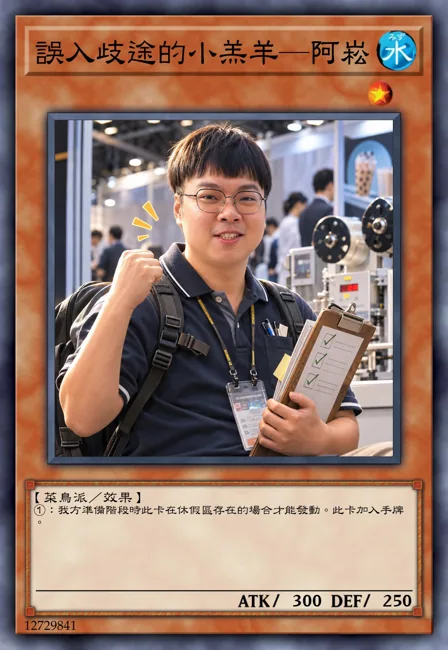 誤入歧途的小羔羊─阿崧
水
【菜鳥派／效果】
①：我方準備階段時此卡在休假區存在的場合才能發動。此卡加入手牌
。
ATK/ 300 DEF/ 250
12729841